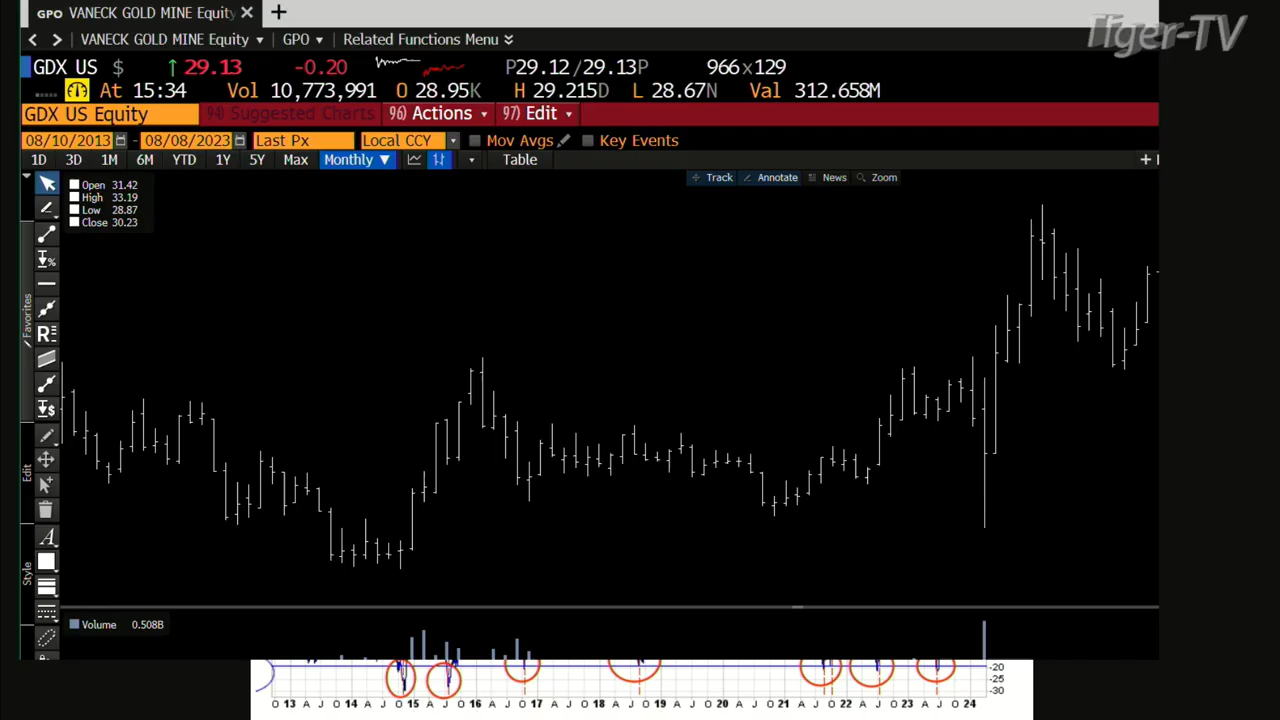 GPO VANECK GOLD MINE Equity × +
< > VANECK GOLD MINE Equity ▾ GPO ▾ Related Functions Menu
Tiger-TV
GDX US $ ↑ 29.13 -0.20 P29.12/29.13P 966x129
At 15:34 Vol 10,773,991 O 28.95K H 29.215D L 28.67N Val 312.658M
GDX US Equity 94) Suggested Charts 96) Actions 97) Edit
08/10/2013 - 08/08/2023 Last Px Local CCY Mov Avgs Key Events
1D 3D 1M 6M YTD 1Y 5Y Max Monthly ▼ Table +
Track Annotate News Zoom
Open 31.42
High 33.19
Low 28.87
Close 30.23
Favorites
Edit
Style
Volume 0.508B
-20
-25
-30
O 13 A J O 14 A J O 15 A J O 16 A J O 17 A J O 18 A J O 19 A J O 20 A J O 21 A J O 22 A J O 23 A J O 24